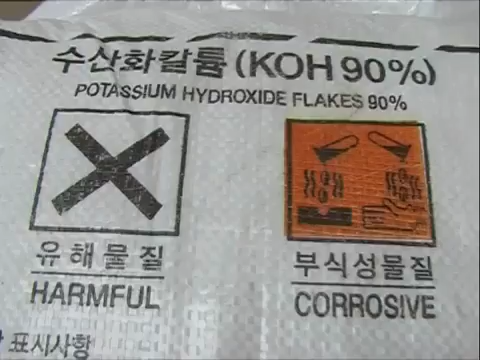 수산화칼륨 (KOH 90%)
POTASSIUM HYDROXIDE FLAKES 90%
유해물질
HARMFUL
부식성물질
CORROSIVE
표시사항